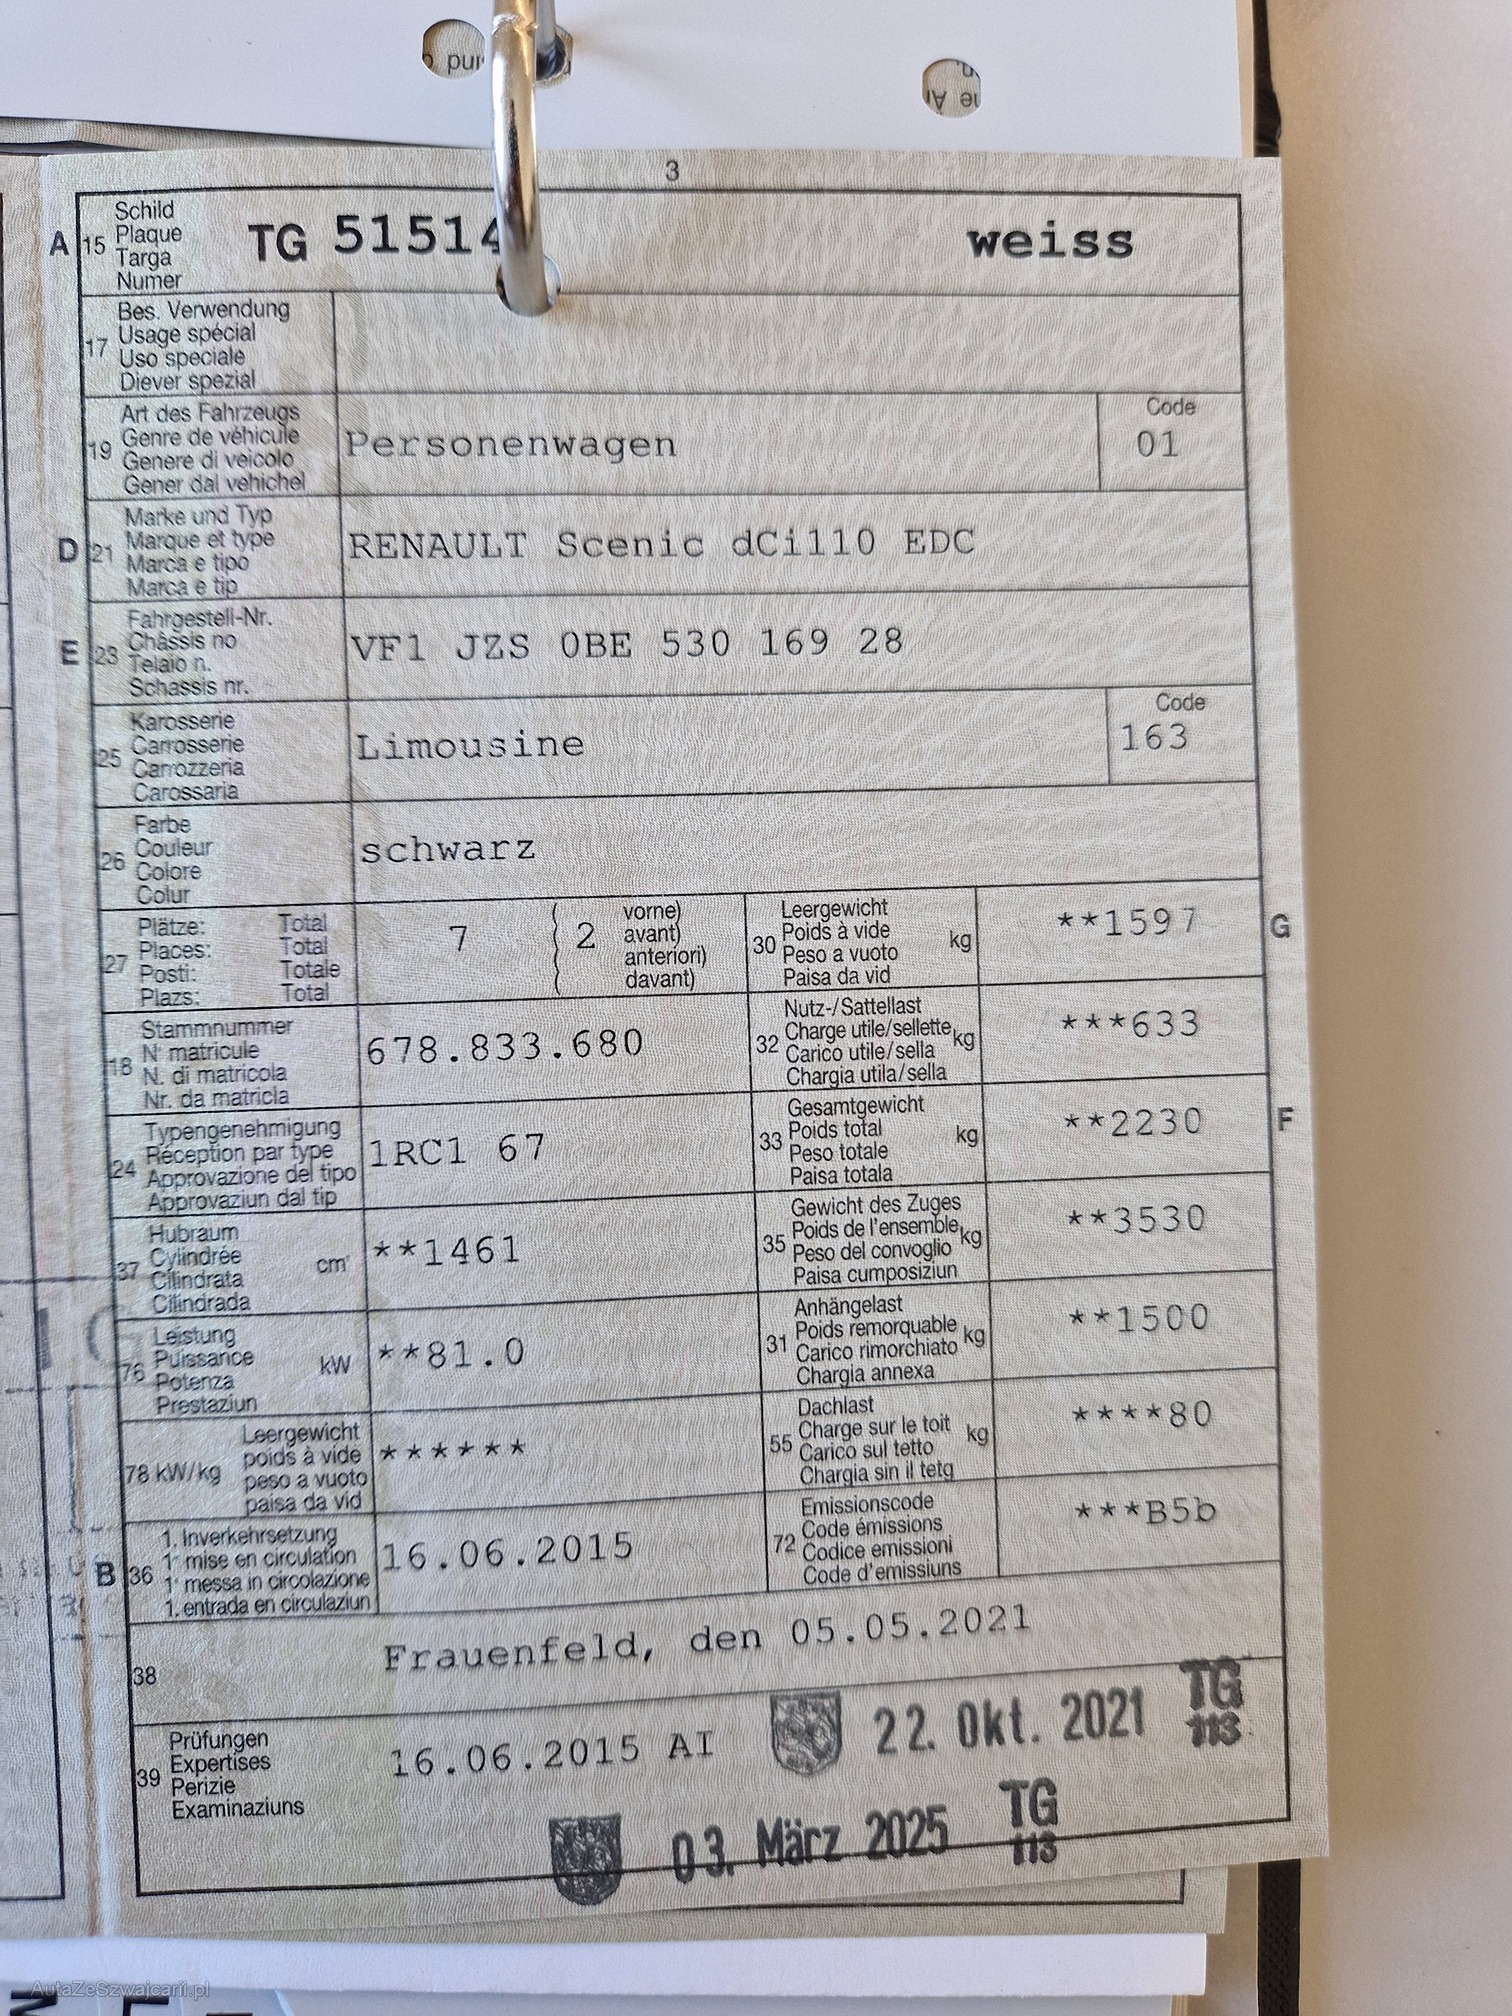 3
A 15 Schild
Plaque
Targa
Numer
TG 51514
weiss
17 Bes. Verwendung
Usage spécial
Uso speciale
Diever spezial
19 Art des Fahrzeugs
Genre de véhicule
Genere di veicolo
Gener dal vehichel
Personenwagen
Code
01
D 21 Marke und Typ
Marque et type
Marca e tipo
Marca e tip
RENAULT Scenic dCi110 EDC
E 23 Fahrgestell-Nr.
Châssis no
Telaio n.
Schassis nr.
VF1 JZS 0BE 530 169 28
25 Karosserie
Carrosserie
Carrozzeria
Carossaria
Limousine
Code
163
26 Farbe
Couleur
Colore
Colur
schwarz
27 Plätze: Total
Places: Total
Posti: Totale
Plazs: Total
7 ( 2 vorne)
avant)
anteriori)
davant)
30 Leergewicht
Poids à vide
Peso a vuoto
Paisa da vid
kg
**1597
G
18 Stammnummer
N° matricule
N. di matricola
Nr. da matricla
678.833.680
32 Nutz-/Sattellast
Charge utile/sellette
Carico utile/sella
Chargia utila/sella
kg
***633
24 Typengenehmigung
Réception par type
Approvazione del tipo
Approvaziun dal tip
1RC1 67
33 Gesamtgewicht
Poids total
Peso totale
Paisa totala
kg
**2230
F
37 Hubraum
Cylindrée
Cilindrata
Cilindrada
cm³
**1461
35 Gewicht des Zuges
Poids de l'ensemble
Peso del convoglio
Paisa cumposiziun
kg
**3530
76 Leistung
Puissance
Potenza
Prestaziun
kW
**81.0
31 Anhängelast
Poids remorquable
Carico rimorchiato
Chargia annexa
kg
**1500
78 kW/kg Leergewicht
poids à vide
peso a vuoto
paisa da vid
******
55 Dachlast
Charge sur le toit
Carico sul tetto
Chargia sin il tetg
kg
****80
B 36 1. Inverkehrsetzung
1re mise en circulation
1a messa in circolazione
1. entrada en circulaziun
16.06.2015
72 Emissionscode
Code émissions
Codice emissioni
Code d'emissiuns
***B5b
38
Frauenfeld, den 05.05.2021
39 Prüfungen
Expertises
Perizie
Examinaziuns
16.06.2015 AI
22. Okt. 2021
TG
113
03. März 2025
TG
113
AutaZeSzwajcarii.pl